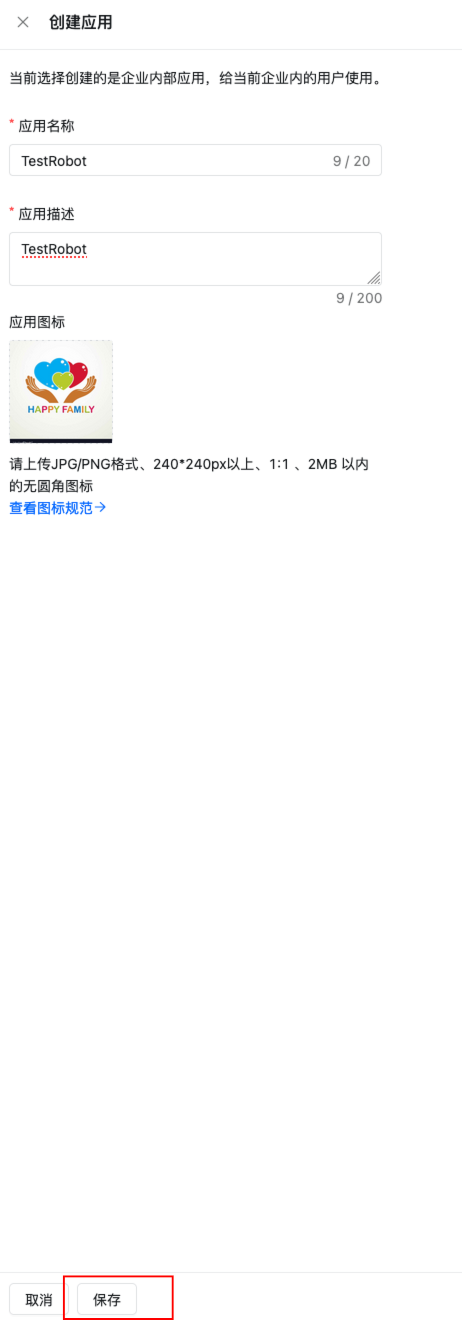 创建应用
当前选择创建的是企业内部应用，给当前企业内的用户使用。
* 应用名称
TestRobot 9 / 20
* 应用描述
TestRobot
9 / 200
应用图标
HAPPY FAMILY
请上传JPG/PNG格式、240*240px以上、1:1 、2MB 以内
的无圆角图标
查看图标规范→
取消 保存